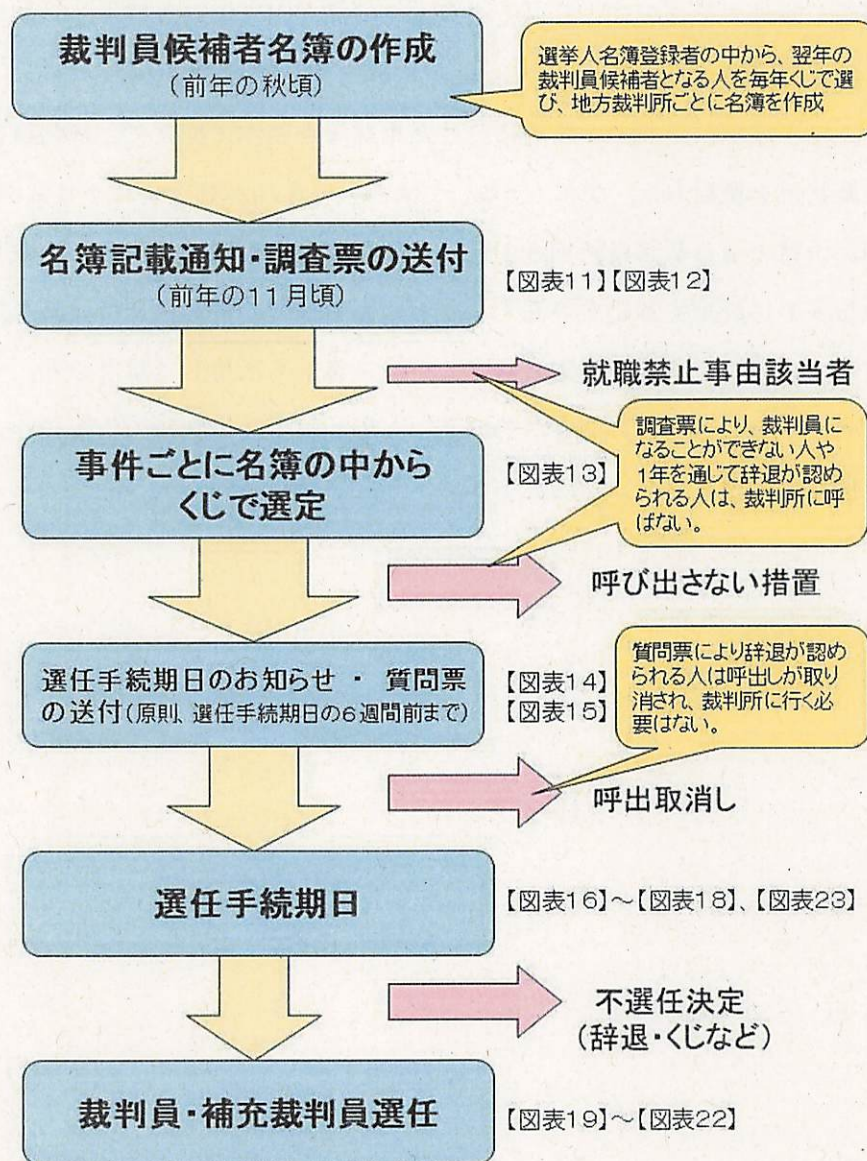 裁判員候補者名簿の作成
(前年の秋頃)
選挙人名簿登録者の中から、翌年の
裁判員候補者となる人を毎年くじで選
び、地方裁判所ごとに名簿を作成
名簿記載通知・調査票の送付
(前年の11月頃)
【図表11】【図表12】
就職禁止事由該当者
調査票により、裁判員に
なることができない人や
1年を通じて辞退が認め
られる人は、裁判所に呼
ばない。
事件ごとに名簿の中から
くじで選定
【図表13】
呼び出さない措置
選任手続期日のお知らせ ・ 質問票
の送付(原則、選任手続期日の6週間前まで)
【図表14】
【図表15】
質問票により辞退が認め
られる人は呼出しが取り
消され、裁判所に行く必
要はない。
呼出取消し
選任手続期日
【図表16】～【図表18】、【図表23】
不選任決定
(辞退・くじなど)
裁判員・補充裁判員選任
【図表19】～【図表22】